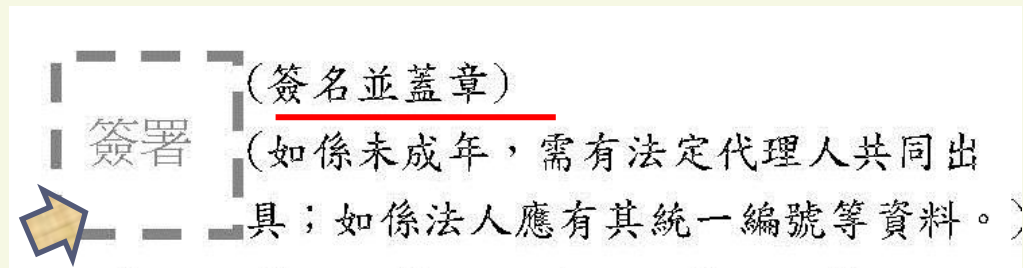 (簽名並蓋章)
簽署
(如係未成年，需有法定代理人共同出
具；如係法人應有其統一編號等資料。)